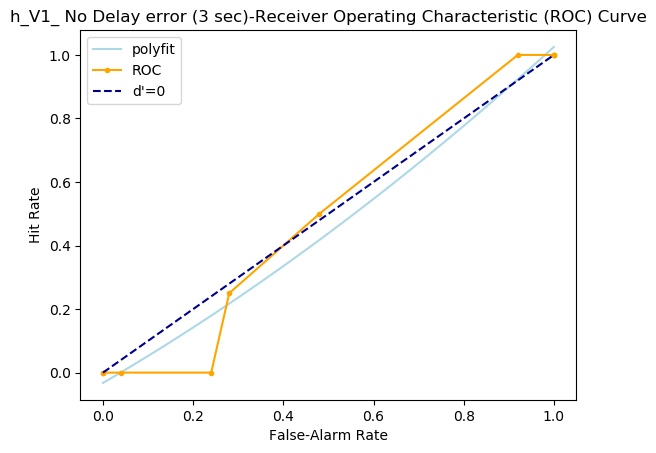 h_V1_ No Delay error (3 sec)-Receiver Operating Characteristic (ROC) Curve
polyfit
ROC
d'=0
1.0
0.8
0.6
0.4
0.2
0.0
Hit Rate
0.0 0.2 0.4 0.6 0.8 1.0
False-Alarm Rate